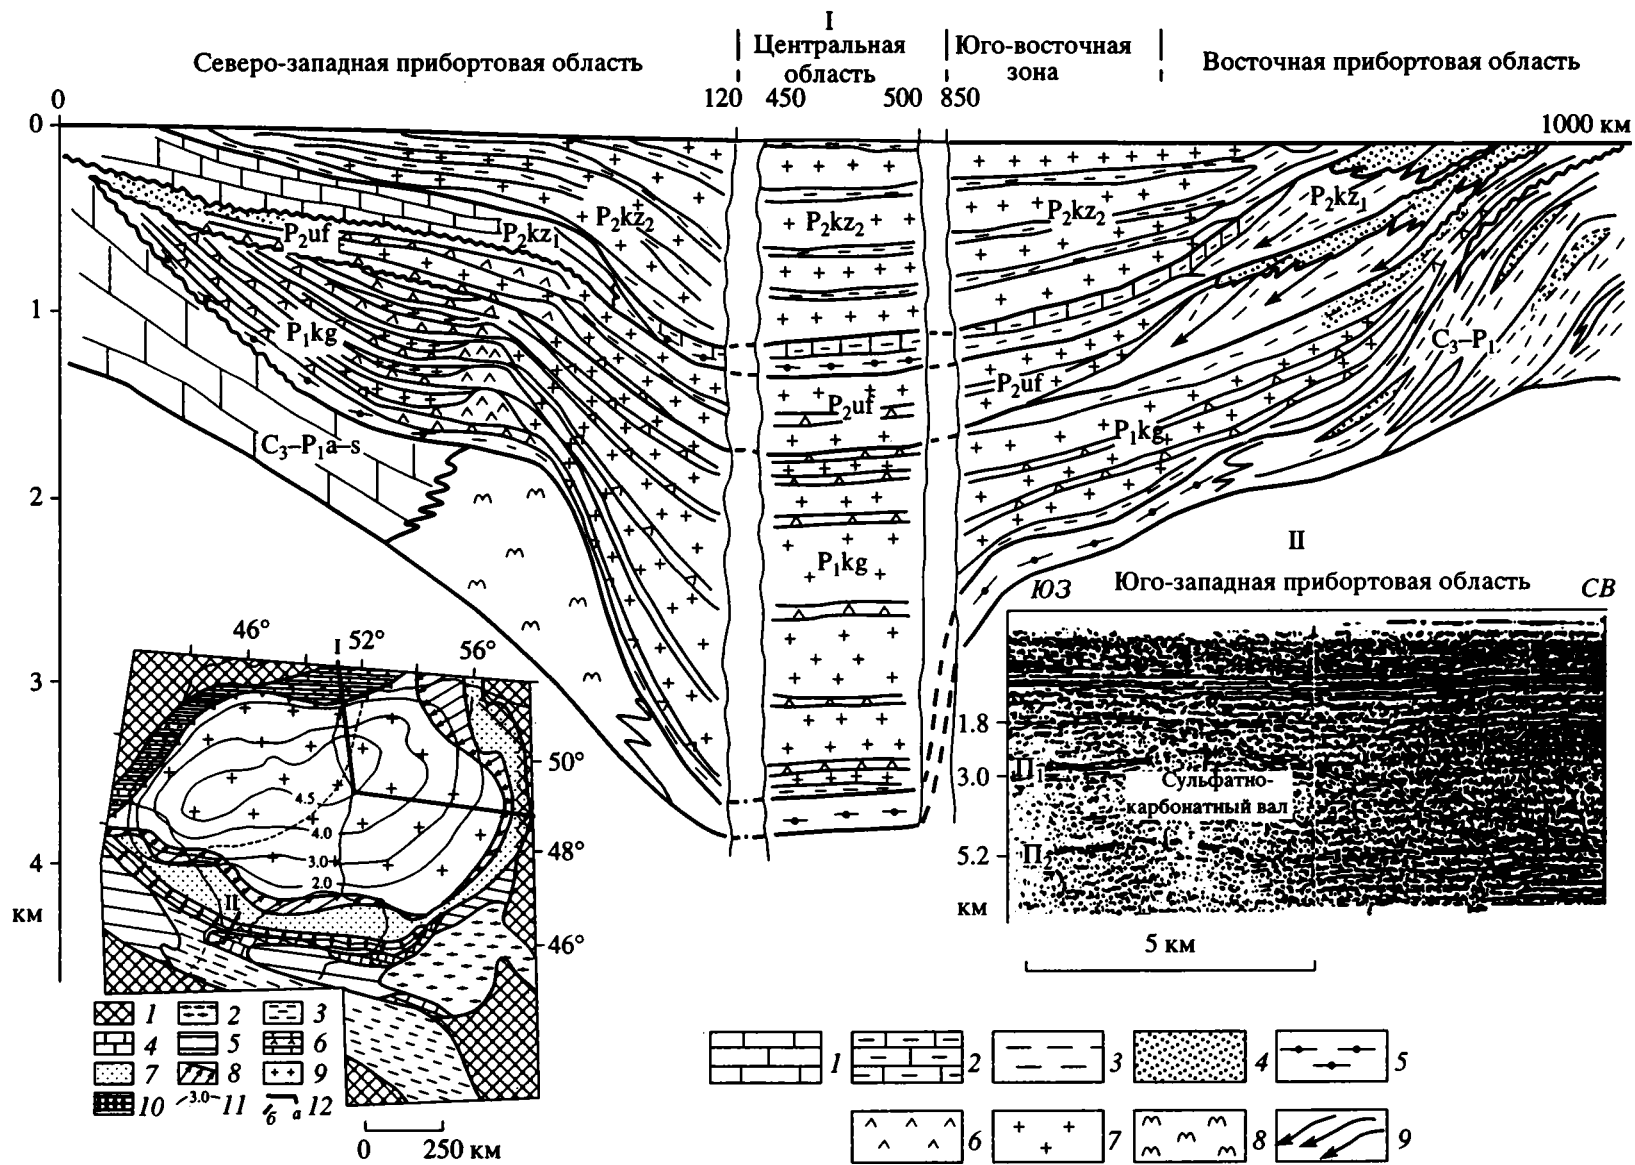 I
Северо-западная прибортовая область
Центральная область
Юго-восточная зона
Восточная прибортовая область
0
120
450
500
850
1000 км
0
1
2
3
4
км
P₂uf
P₂kz₁
P₂kz₂
P₁kg
C₃–P₁a–s
P₂kz₂
P₂uf
P₁kg
P₂kz₂
P₂kz₁
P₂uf
P₁kg
C₃–P₁
II
ЮЗ
Юго-западная прибортовая область
СВ
1.8
П₁
3.0
Сульфатно-
карбонатный вал
5.2
П₂
км
5 км
46°
I
52°
56°
50°
48°
46°
4.5
4.0
3.0
2.0
II
1
2
3
4
5
6
7
8
9
10
3.0
11
б а
12
0
250 км
1
2
3
4
5
6
7
8
9